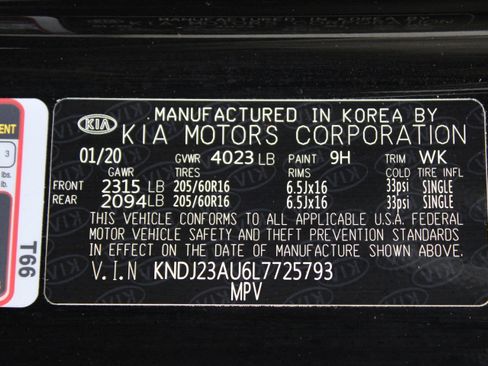 MANUFACTURED IN KOREA BY
KIA KIA MOTORS CORPORATION
01/20 GVWR 4023 LB PAINT 9H TRIM WK
GAWR TIRES RIMS COLD TIRE INFL
FRONT 2315 LB 205/60R16 6.5Jx16 33psi SINGLE
REAR 2094 LB 205/60R16 6.5Jx16 33psi SINGLE
THIS VEHICLE CONFORMS TO ALL APPLICABLE U.S.A. FEDERAL
MOTOR VEHICLE SAFETY AND THEFT PREVENTION STANDARDS
IN EFFECT ON THE DATE OF MANUFACTURE SHOWN ABOVE.
V.I.N KNDJ23AU6L7725793
MPV
3
lbs.
T66